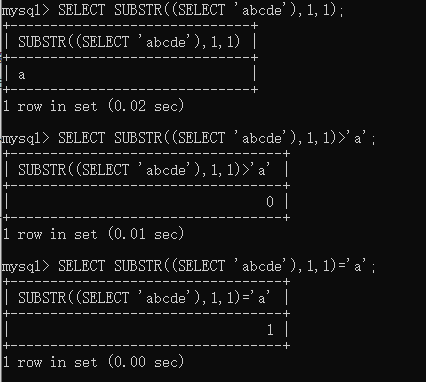 mysql> SELECT SUBSTR((SELECT 'abcde'),1,1);
+------------------------------+
| SUBSTR((SELECT 'abcde'),1,1) |
+------------------------------+
| a                            |
+------------------------------+
1 row in set (0.02 sec)

mysql> SELECT SUBSTR((SELECT 'abcde'),1,1)>'a';
+----------------------------------+
| SUBSTR((SELECT 'abcde'),1,1)>'a' |
+----------------------------------+
|                                0 |
+----------------------------------+
1 row in set (0.01 sec)

mysql> SELECT SUBSTR((SELECT 'abcde'),1,1)='a';
+----------------------------------+
| SUBSTR((SELECT 'abcde'),1,1)='a' |
+----------------------------------+
|                                1 |
+----------------------------------+
1 row in set (0.00 sec)